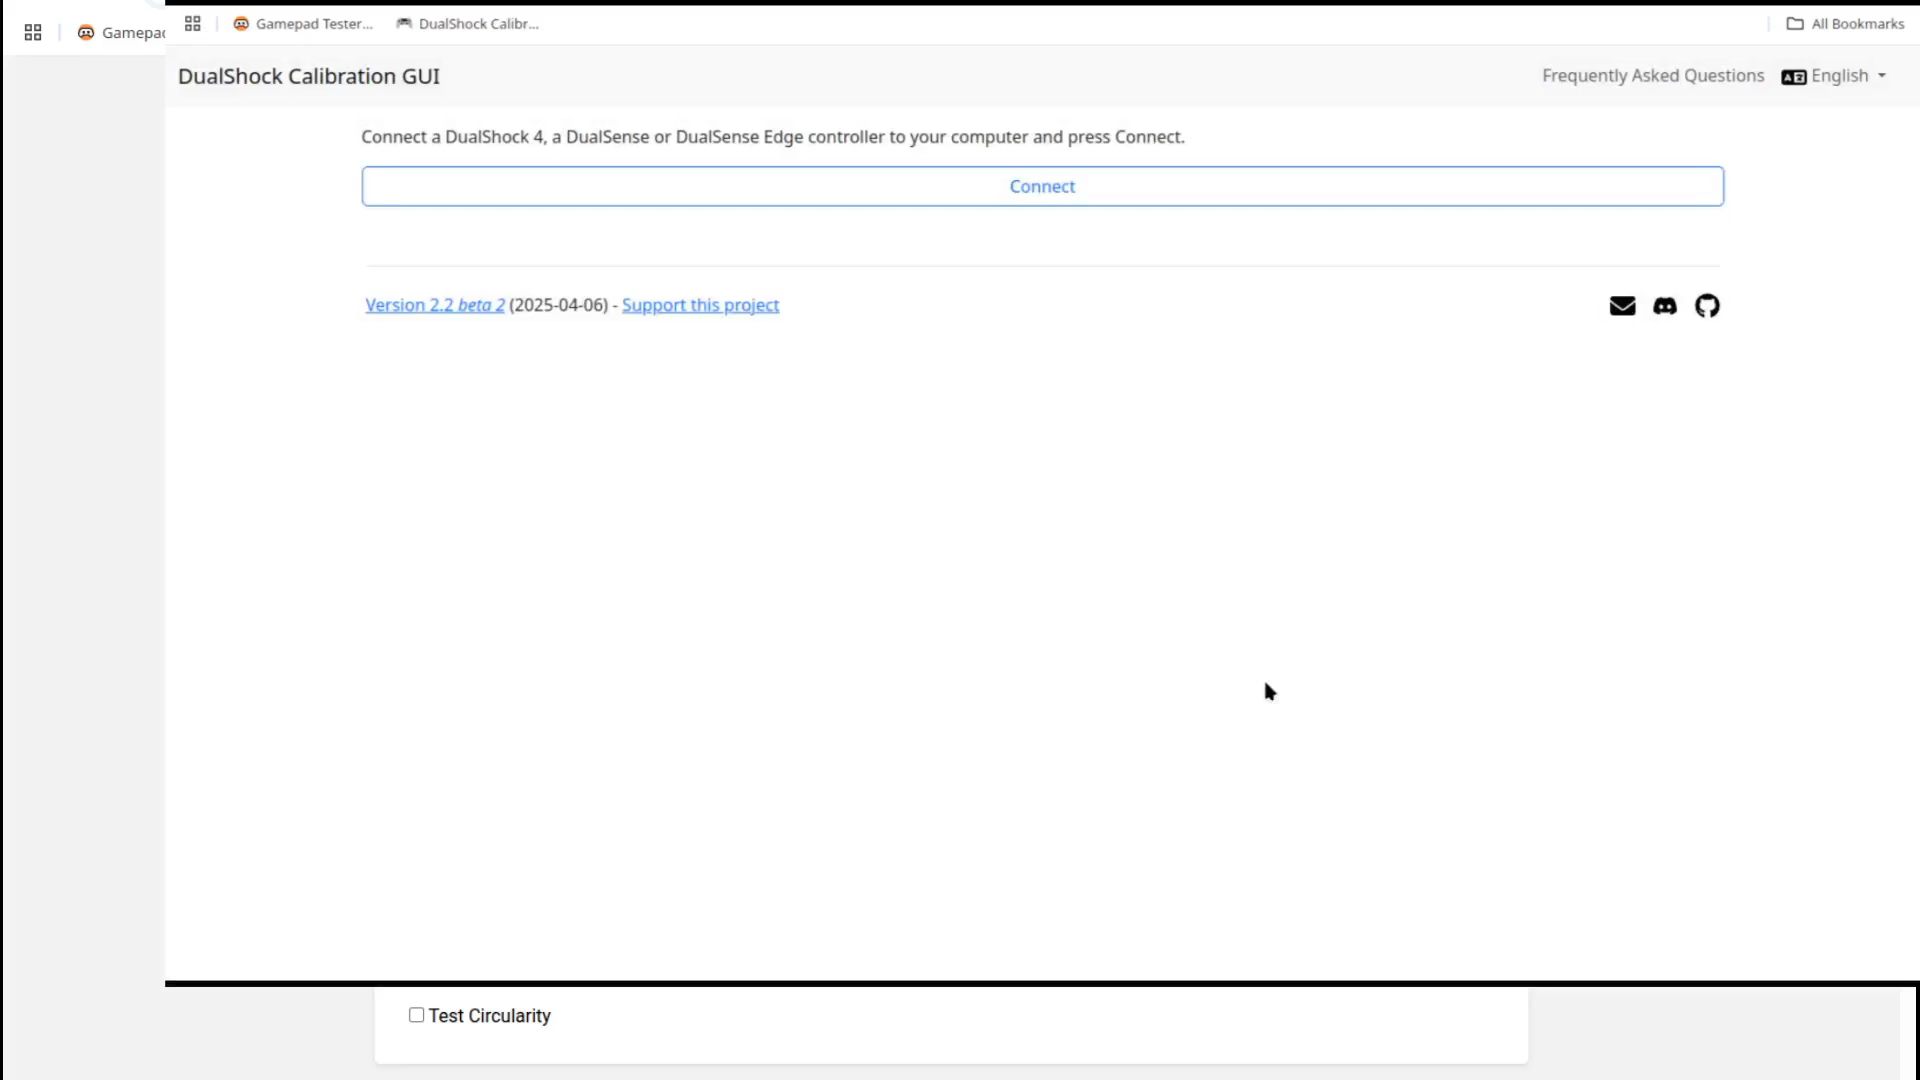 Gamepad
Gamepad Tester...
DualShock Calibr...
All Bookmarks
DualShock Calibration GUI
Frequently Asked Questions
English
Connect a DualShock 4, a DualSense or DualSense Edge controller to your computer and press Connect.
Connect
Version 2.2 beta 2 (2025-04-06) - Support this project
Test Circularity